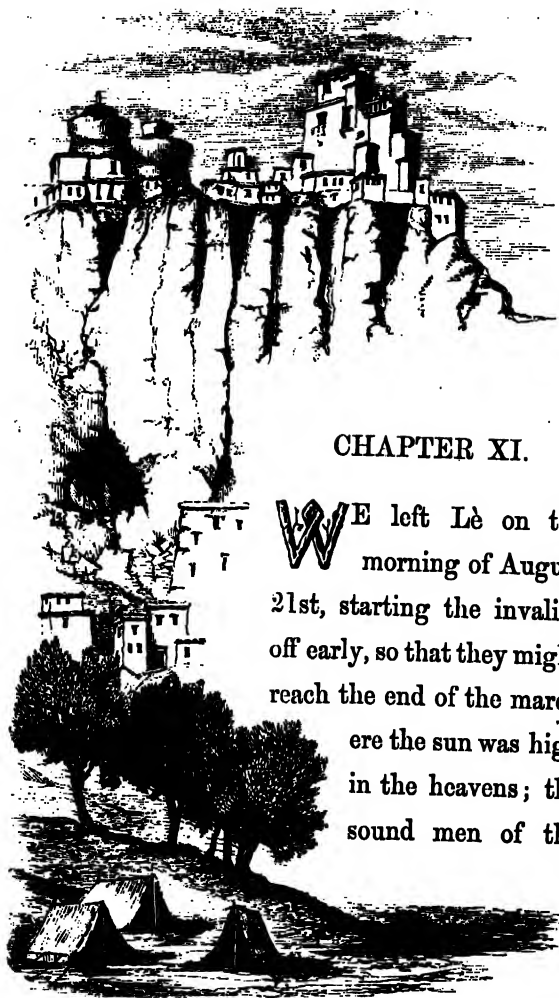 CHAPTER XI.
WE left Lè on t
morning of Augu
21st, starting the invali
off early, so that they migh
reach the end of the marc
ere the sun was hig
in the heavens; th
sound men of th